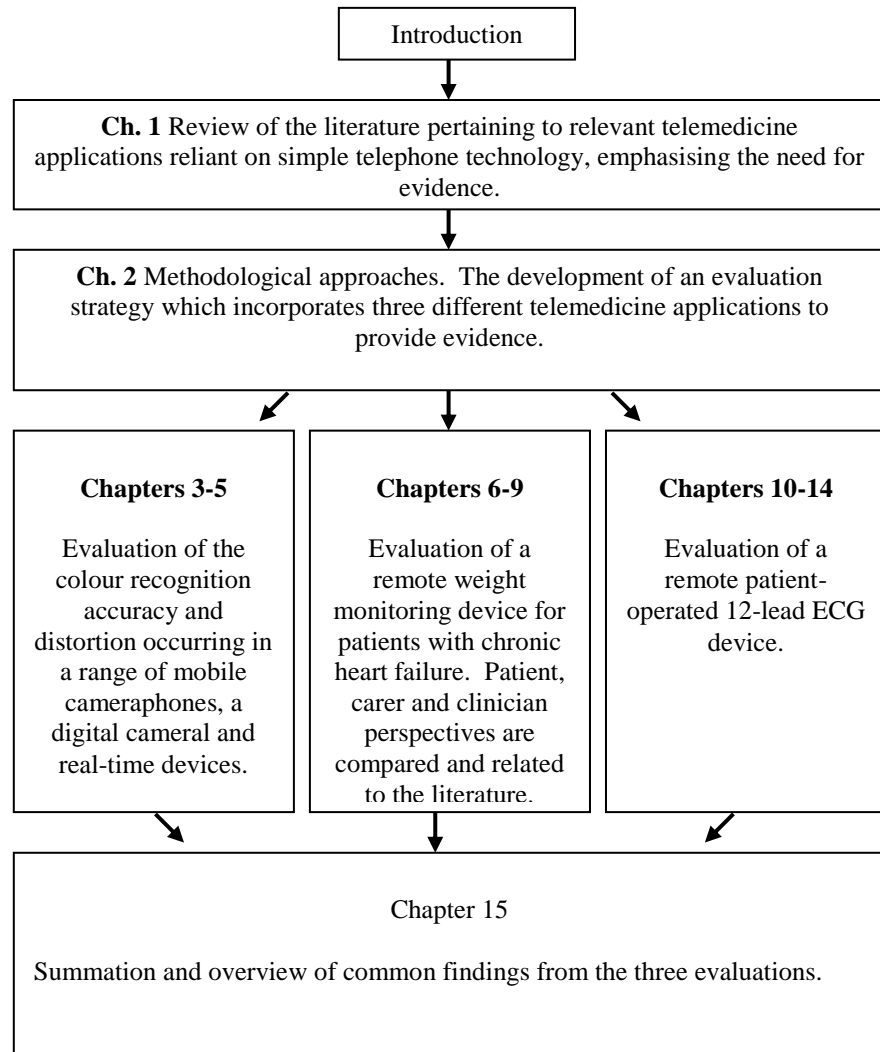 Introduction
Ch. 1 Review of the literature pertaining to relevant telemedicine
applications reliant on simple telephone technology, emphasising the need for
evidence.
Ch. 2 Methodological approaches.  The development of an evaluation
strategy which incorporates three different telemedicine applications to
provide evidence.
Chapters 3-5
Evaluation of the
colour recognition
accuracy and
distortion occurring in
a range of mobile
cameraphones, a
digital cameral and
real-time devices.
Chapters 6-9
Evaluation of a
remote weight
monitoring device for
patients with chronic
heart failure.  Patient,
carer and clinician
perspectives are
compared and related
to the literature.
Chapters 10-14
Evaluation of a
remote patient-
operated 12-lead ECG
device.
Chapter 15
Summation and overview of common findings from the three evaluations.